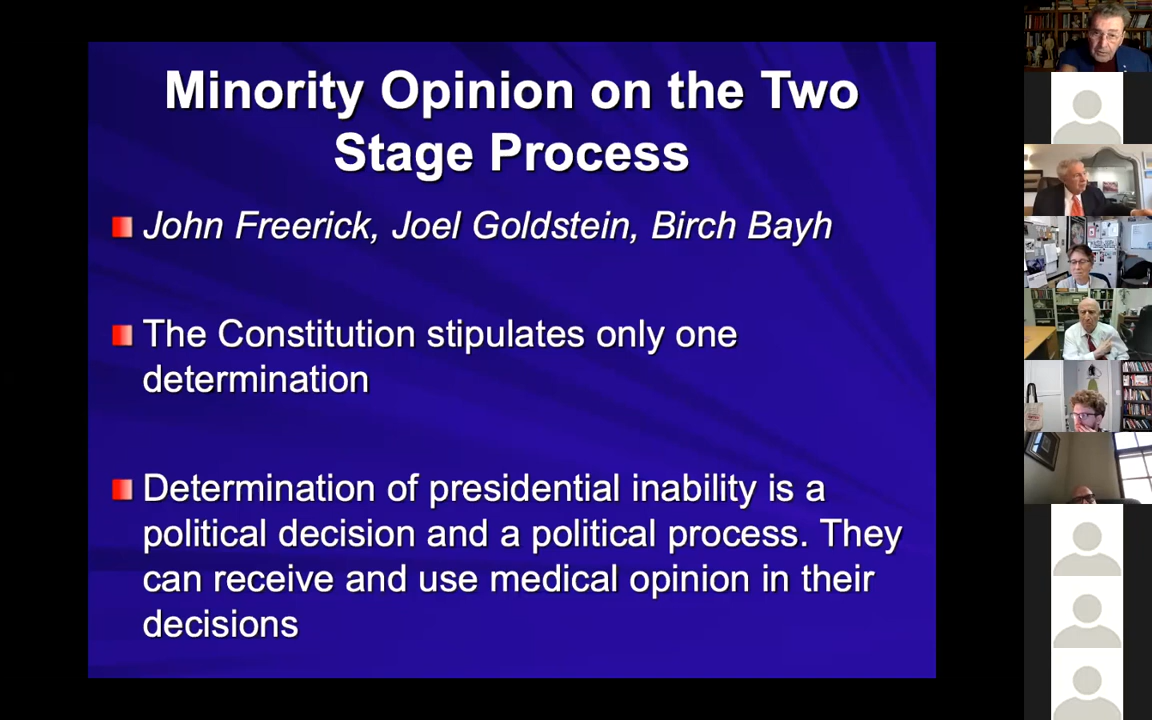 Minority Opinion on the Two
Stage Process
John Freerick, Joel Goldstein, Birch Bayh
The Constitution stipulates only one
determination
Determination of presidential inability is a
political decision and a political process. They
can receive and use medical opinion in their
decisions